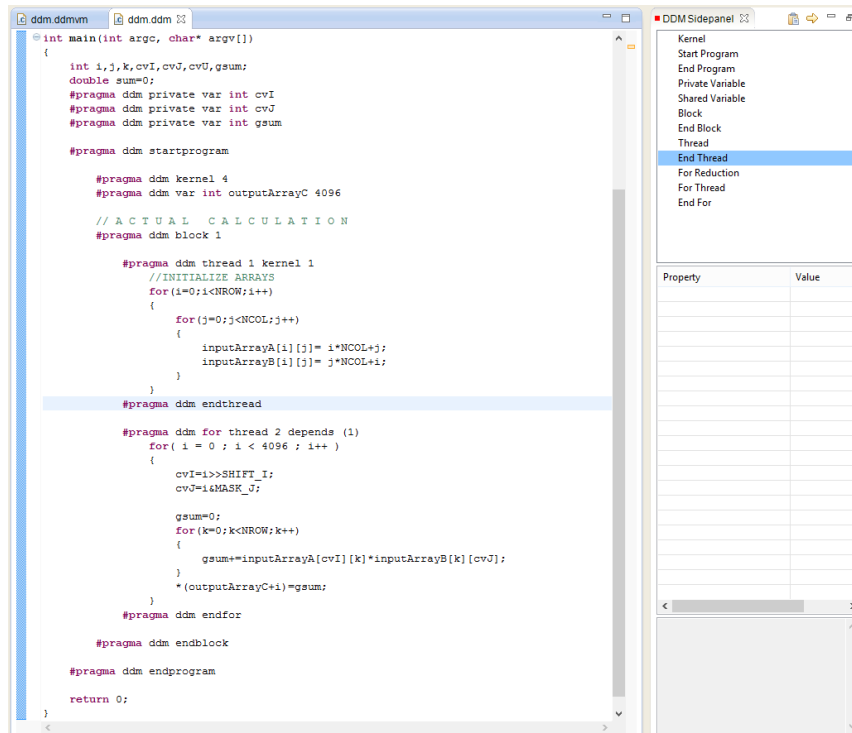 ddm.ddmvm
ddm.ddm
int main(int argc, char* argv[])
{
int i,j,k,cvI,cvJ,cvU,gsum;
double sum=0;
#pragma ddm private var int cvI
#pragma ddm private var int cvJ
#pragma ddm private var int gsum
#pragma ddm startprogram
#pragma ddm kernel 4
#pragma ddm var int outputArrayC 4096
// A C T U A L   C A L C U L A T I O N
#pragma ddm block 1
#pragma ddm thread 1 kernel 1
//INITIALIZE ARRAYS
for(i=0;i<NROW;i++)
{
for(j=0;j<NCOL;j++)
{
inputArrayA[i][j]= i*NCOL+j;
inputArrayB[i][j]= j*NCOL+i;
}
}
#pragma ddm endthread
#pragma ddm for thread 2 depends (1)
for( i = 0 ; i < 4096 ; i++ )
{
cvI=i>>SHIFT_I;
cvJ=i&MASK_J;
gsum=0;
for(k=0;k<NROW;k++)
{
gsum+=inputArrayA[cvI][k]*inputArrayB[k][cvJ];
}
*(outputArrayC+i)=gsum;
}
#pragma ddm endfor
#pragma ddm endblock
#pragma ddm endprogram
return 0;
}
DDM Sidepanel
Kernel
Start Program
End Program
Private Variable
Shared Variable
Block
End Block
Thread
End Thread
For Reduction
For Thread
End For
Property Value